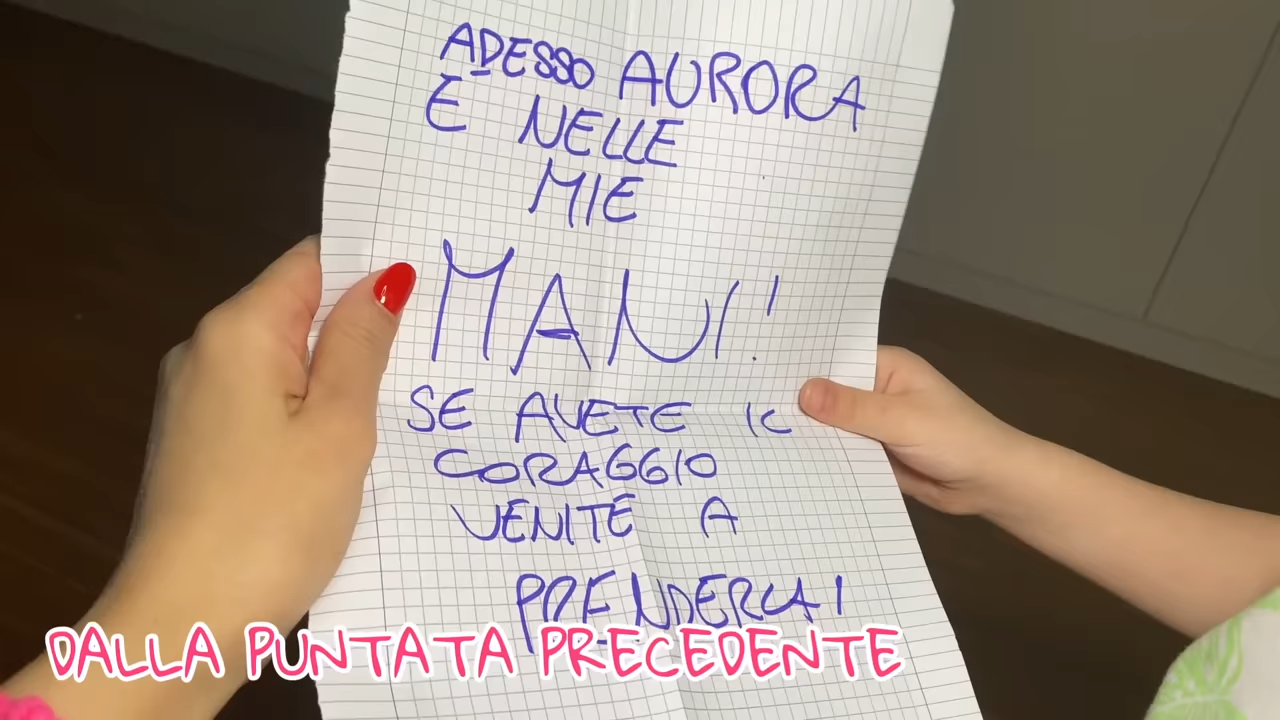 ADESSO AURORA
E NELLE
MIE
MANI!
SE AVETE IL
CORAGGIO
VENITE A
PRENDERLA!
DALLA PUNTATA PRECEDENTE